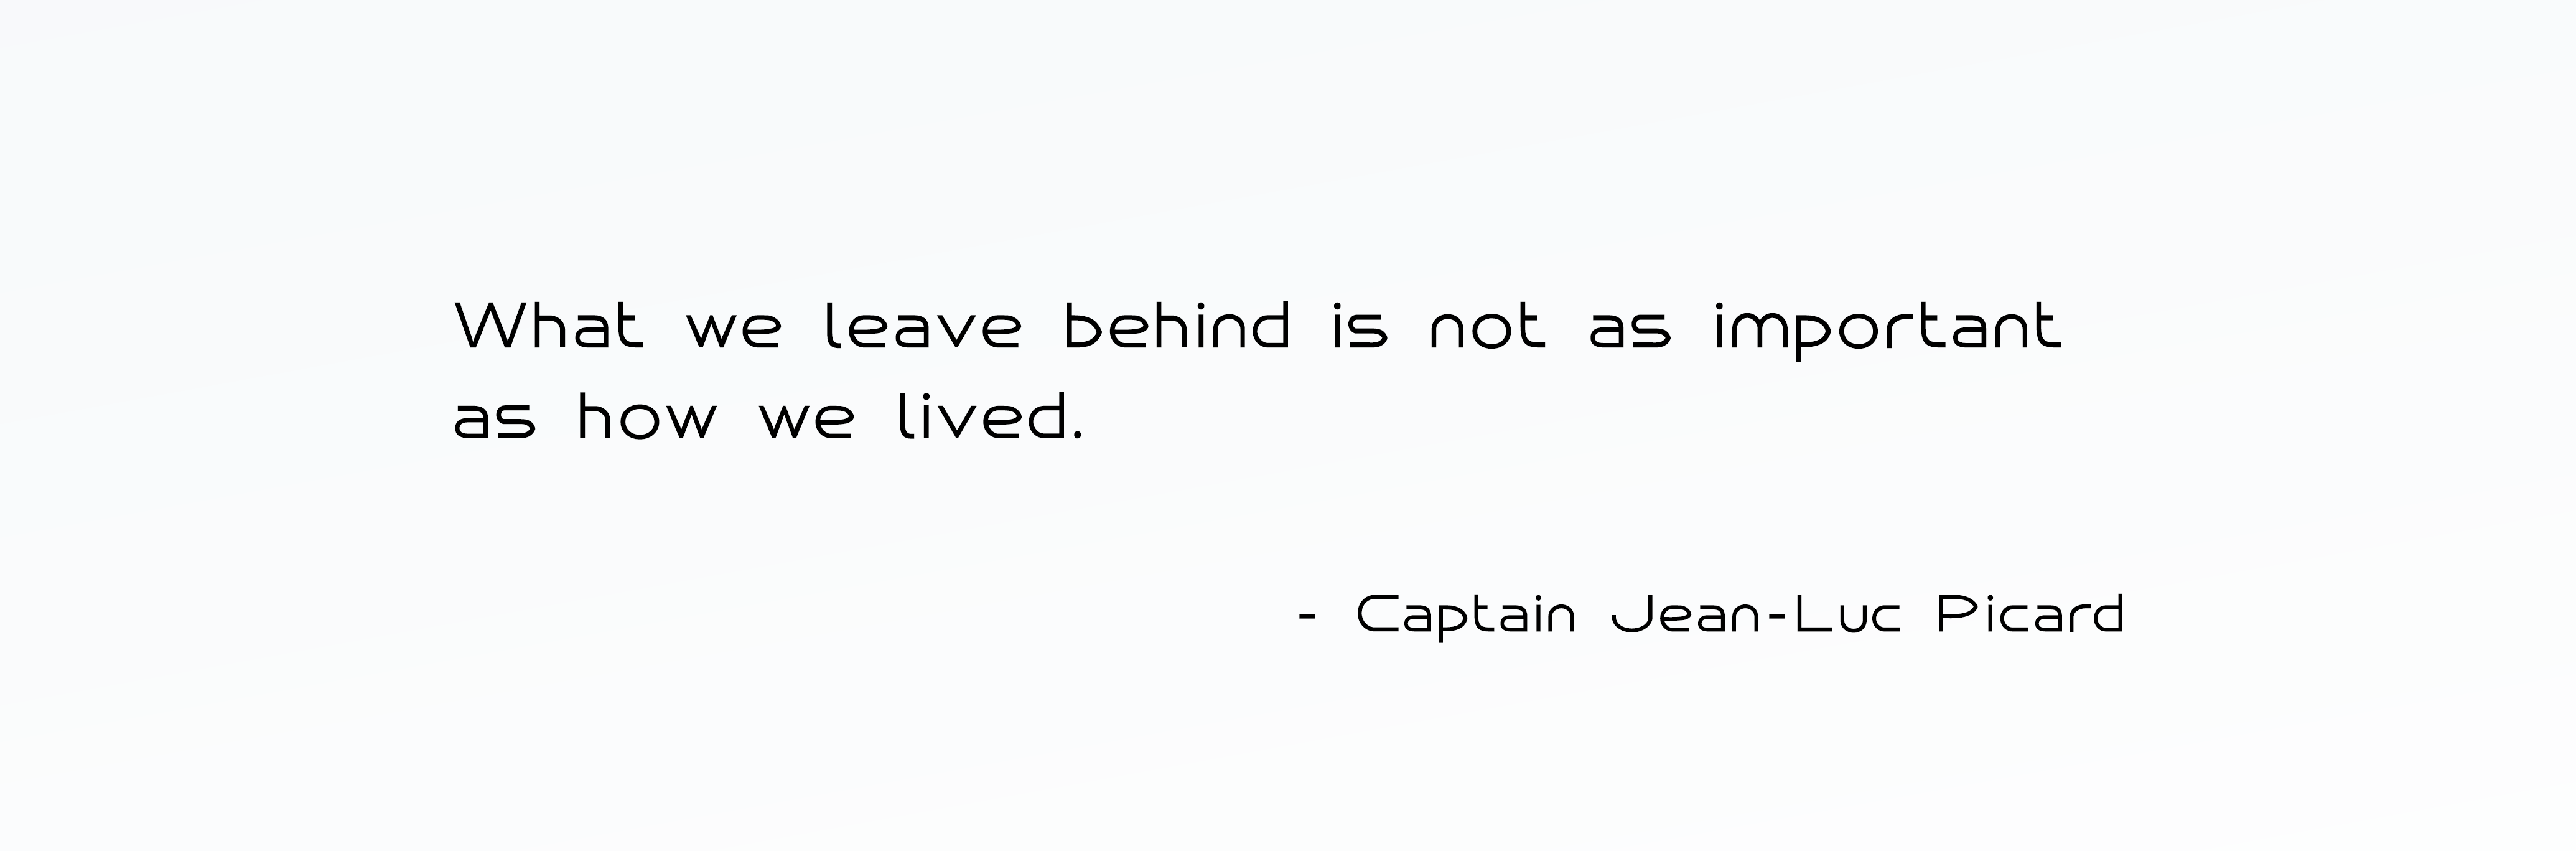 What we leave behind is not as important
as how we lived.
- Captain Jean-Luc Picard